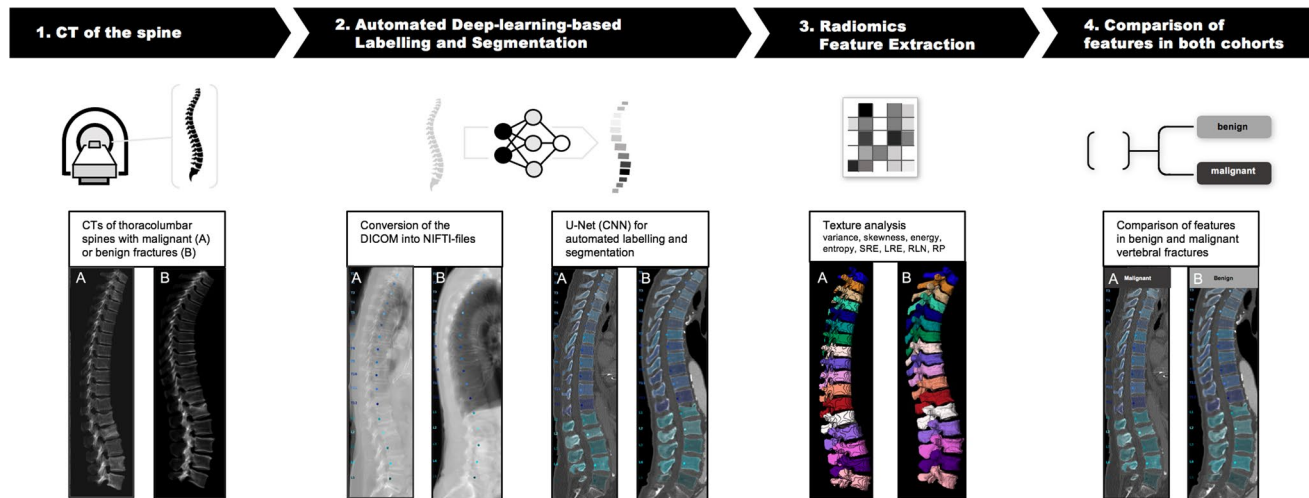 1. CT of the spine
2. Automated Deep-learning-based
Labelling and Segmentation
3. Radiomics
Feature Extraction
4. Comparison of
features in both cohorts
benign
malignant
CTs of thoracolumbar
spines with malignant (A)
or benign fractures (B)
Conversion of the
DICOM into NIFTI-files
U-Net (CNN) for
automated labelling and
segmentation
Texture analysis
variance, skewness, energy,
entropy, SRE, LRE, RLN, RP
Comparison of features
in benign and malignant
vertebral fractures
A
B
A
B
A
B
A
B
A Malignant
B Benign